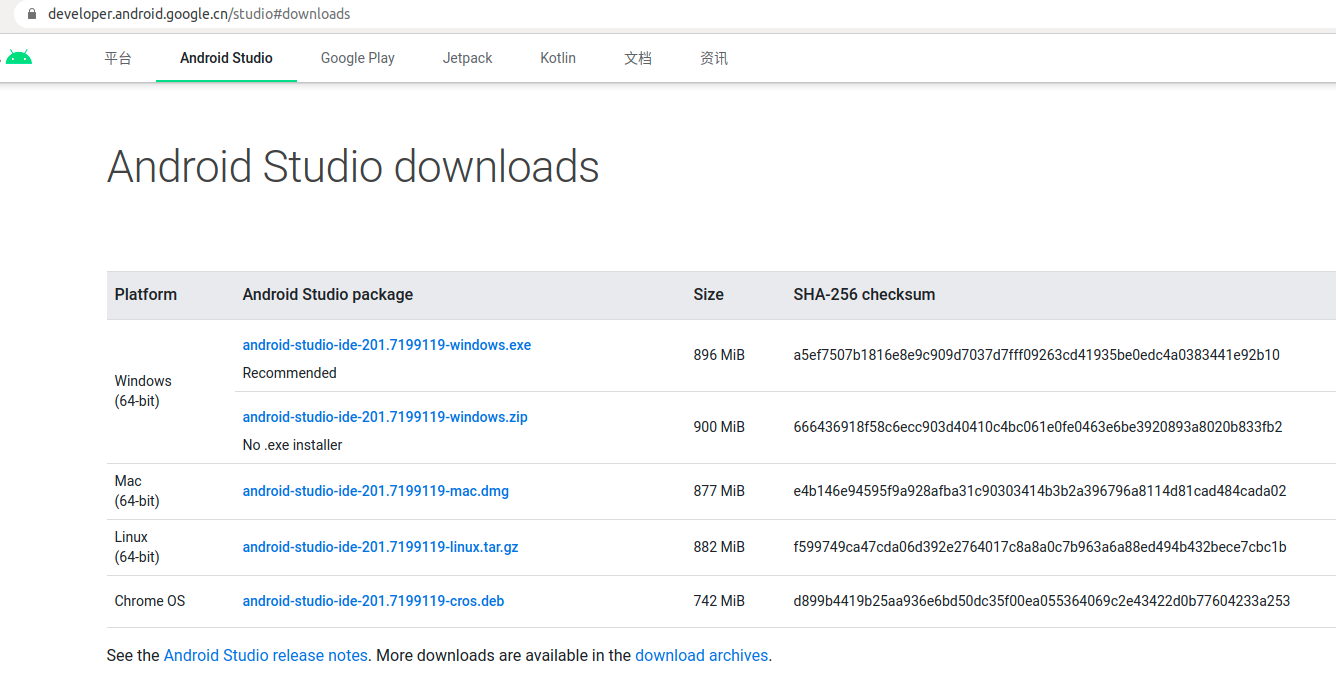 developer.android.google.cn/studio#downloads
平台 Android Studio Google Play Jetpack Kotlin 文档 资讯
Android Studio downloads
Platform Android Studio package Size SHA-256 checksum
Windows
(64-bit)
android-studio-ide-201.7199119-windows.exe
Recommended
896 MiB a5ef7507b1816e8e9c909d7037d7fff09263cd41935be0edc4a0383441e92b10
android-studio-ide-201.7199119-windows.zip
No .exe installer
900 MiB 666436918f58c6ecc903d40410c4bc061e0fe0463e6be3920893a8020b833fb2
Mac
(64-bit)
android-studio-ide-201.7199119-mac.dmg 877 MiB e4b146e94595f9a928afba31c90303414b3b2a396796a8114d81cad484cada02
Linux
(64-bit)
android-studio-ide-201.7199119-linux.tar.gz 882 MiB f599749ca47cda06d392e2764017c8a8a0c7b963a6a88ed494b432bece7cbc1b
Chrome OS android-studio-ide-201.7199119-cros.deb 742 MiB d899b4419b25aa936e6bd50dc35f00ea055364069c2e43422d0b77604233a253
See the Android Studio release notes. More downloads are available in the download archives.